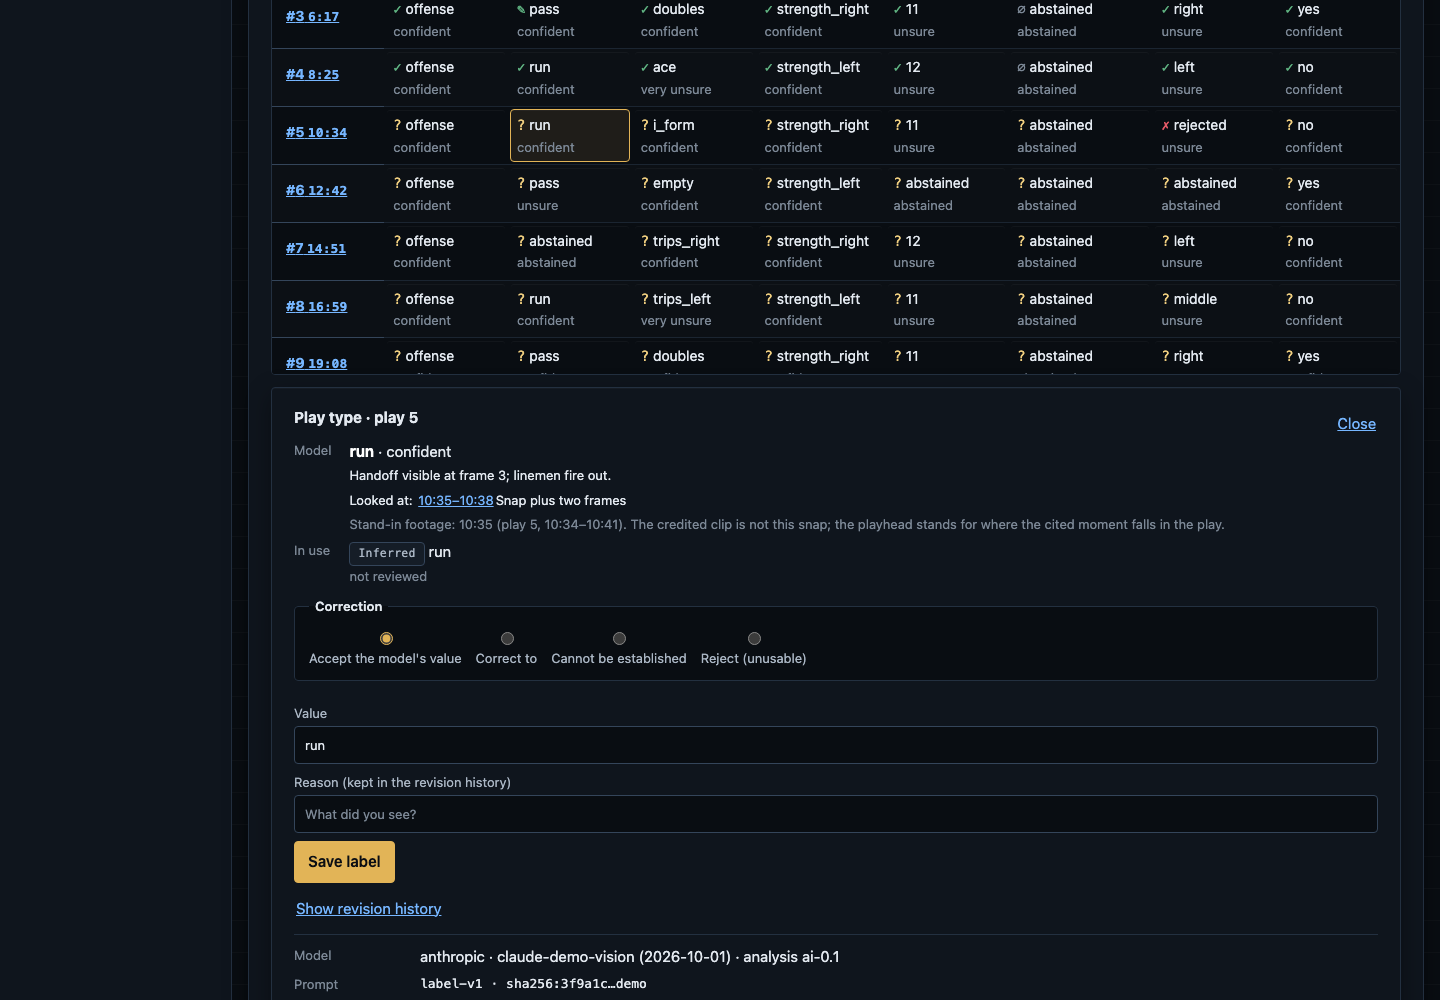 #3 6:17 ✓ offense ✎ pass ✓ doubles ✓ strength_right ✓ 11 ∅ abstained ✓ right ✓ yes
confident confident confident confident unsure abstained unsure confident
#4 8:25 ✓ offense ✓ run ✓ ace ✓ strength_left ✓ 12 ∅ abstained ✓ left ✓ no
confident confident very unsure confident unsure abstained unsure confident
#5 10:34 ? offense ? run ? i_form ? strength_right ? 11 ? abstained ✗ rejected ? no
confident confident confident confident unsure abstained unsure confident
#6 12:42 ? offense ? pass ? empty ? strength_left ? abstained ? abstained ? abstained ? yes
confident unsure confident confident abstained abstained abstained confident
#7 14:51 ? offense ? abstained ? trips_right ? strength_right ? 12 ? abstained ? left ? no
confident abstained confident confident unsure abstained unsure confident
#8 16:59 ? offense ? run ? trips_left ? strength_left ? 11 ? abstained ? middle ? no
confident confident very unsure confident unsure abstained unsure confident
#9 19:08 ? offense ? pass ? doubles ? strength_right ? 11 ? abstained ? right ? yes
Play type · play 5
Close
Model run · confident
Handoff visible at frame 3; linemen fire out.
Looked at: 10:35–10:38 Snap plus two frames
Stand-in footage: 10:35 (play 5, 10:34–10:41). The credited clip is not this snap; the playhead stands for where the cited moment falls in the play.
In use Inferred run
not reviewed
Correction
Accept the model's value Correct to Cannot be established Reject (unusable)
Value
run
Reason (kept in the revision history)
What did you see?
Save label
Show revision history
Model anthropic · claude-demo-vision (2026-10-01) · analysis ai-0.1
Prompt label-v1 · sha256:3f9a1c…demo